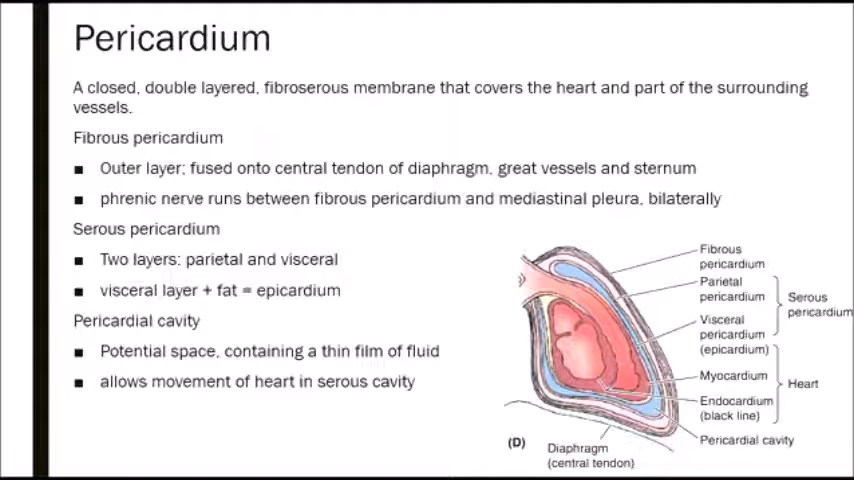 Pericardium
A closed, double layered, fibroserous membrane that covers the heart and part of the surrounding
vessels.
Fibrous pericardium
■ Outer layer; fused onto central tendon of diaphragm, great vessels and sternum
■ phrenic nerve runs between fibrous pericardium and mediastinal pleura, bilaterally
Serous pericardium
■ Two layers: parietal and visceral
■ visceral layer + fat = epicardium
Pericardial cavity
■ Potential space, containing a thin film of fluid
■ allows movement of heart in serous cavity
Fibrous
pericardium
Parietal
pericardium
Serous
pericardium
Visceral
pericardium
(epicardium)
Myocardium
Heart
Endocardium
(black line)
Pericardial cavity
(D)
Diaphragm
(central tendon)